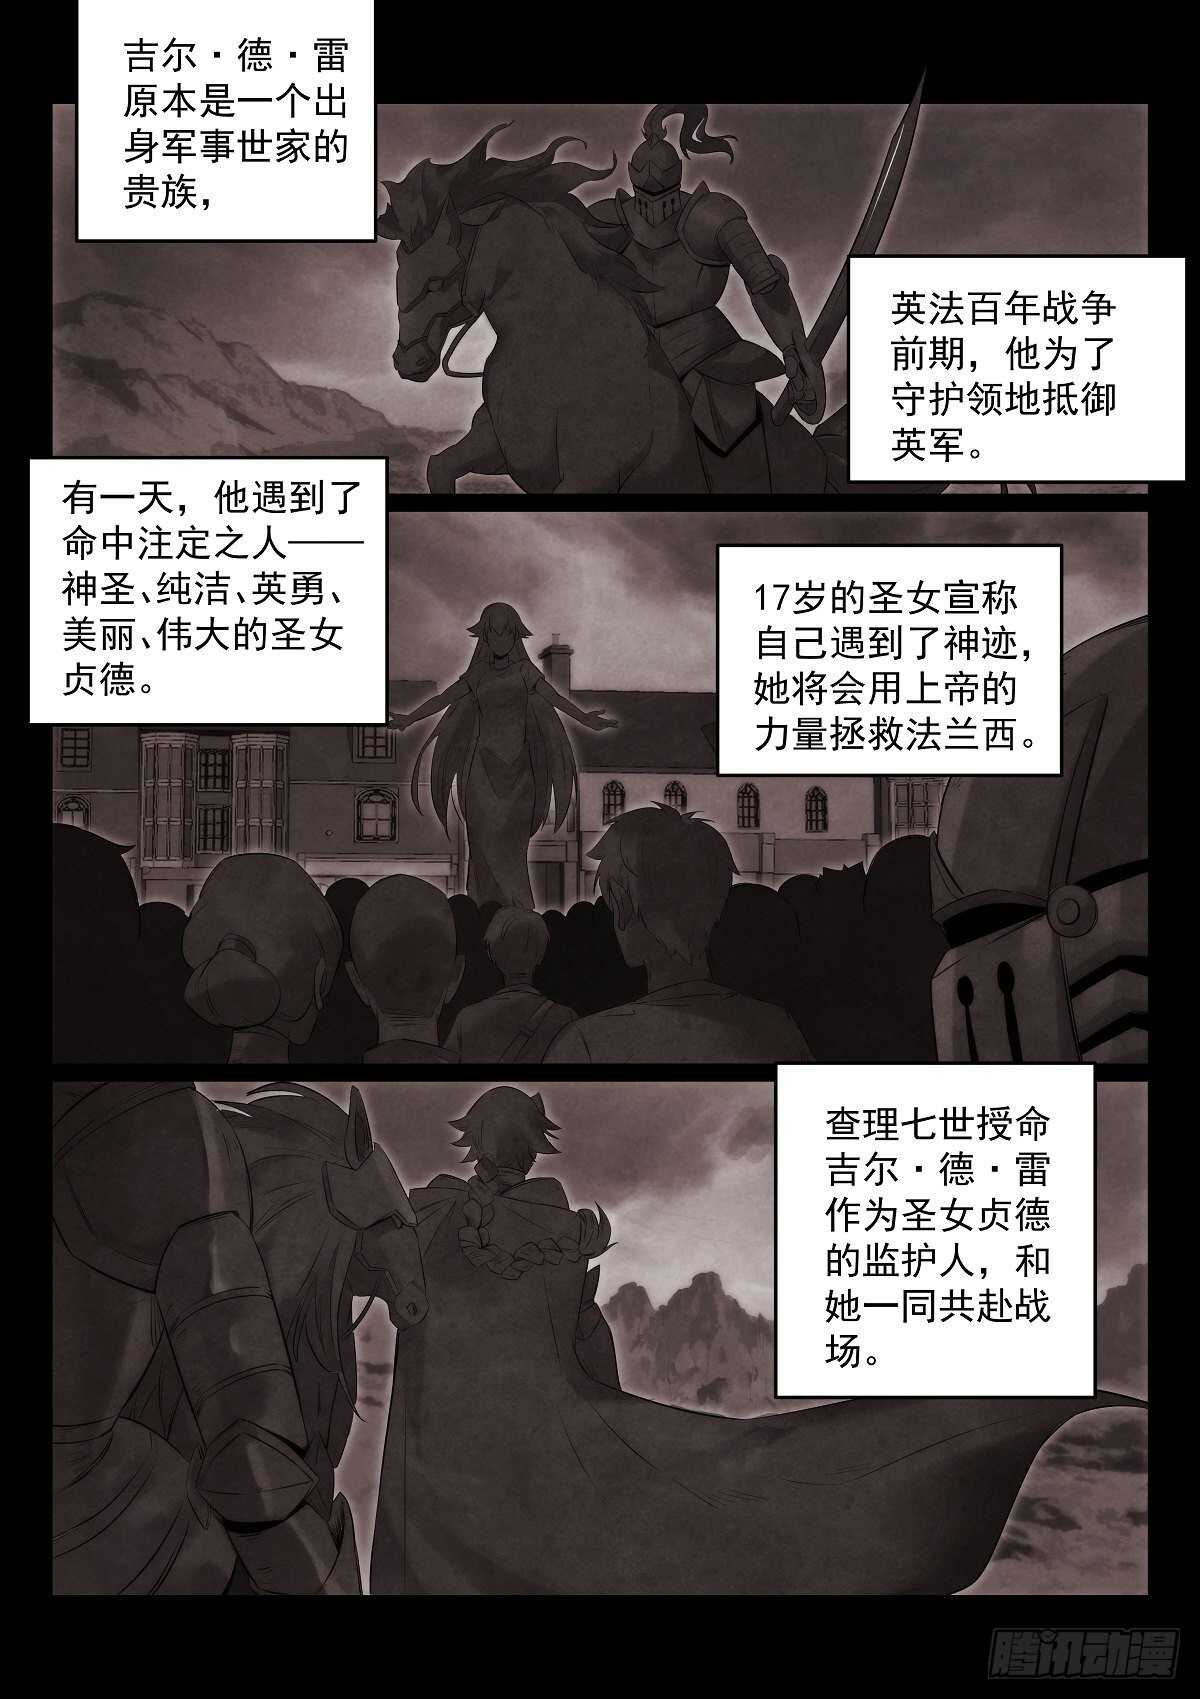 吉尔·德·雷
原本是一个出
身军事世家的
贵族，
英法百年战争
前期，他为了
守护领地抵御
英军。
有一天，他遇到了
命中注定之人——
神圣、纯洁、英勇、
美丽、伟大的圣女
贞德。
17岁的圣女宣称
自己遇到了神迹，
她将会用上帝的
力量拯救法兰西。
查理七世授命
吉尔·德·雷
作为圣女贞德
的监护人，和
她一同共赴战
场。
腾讯动漫